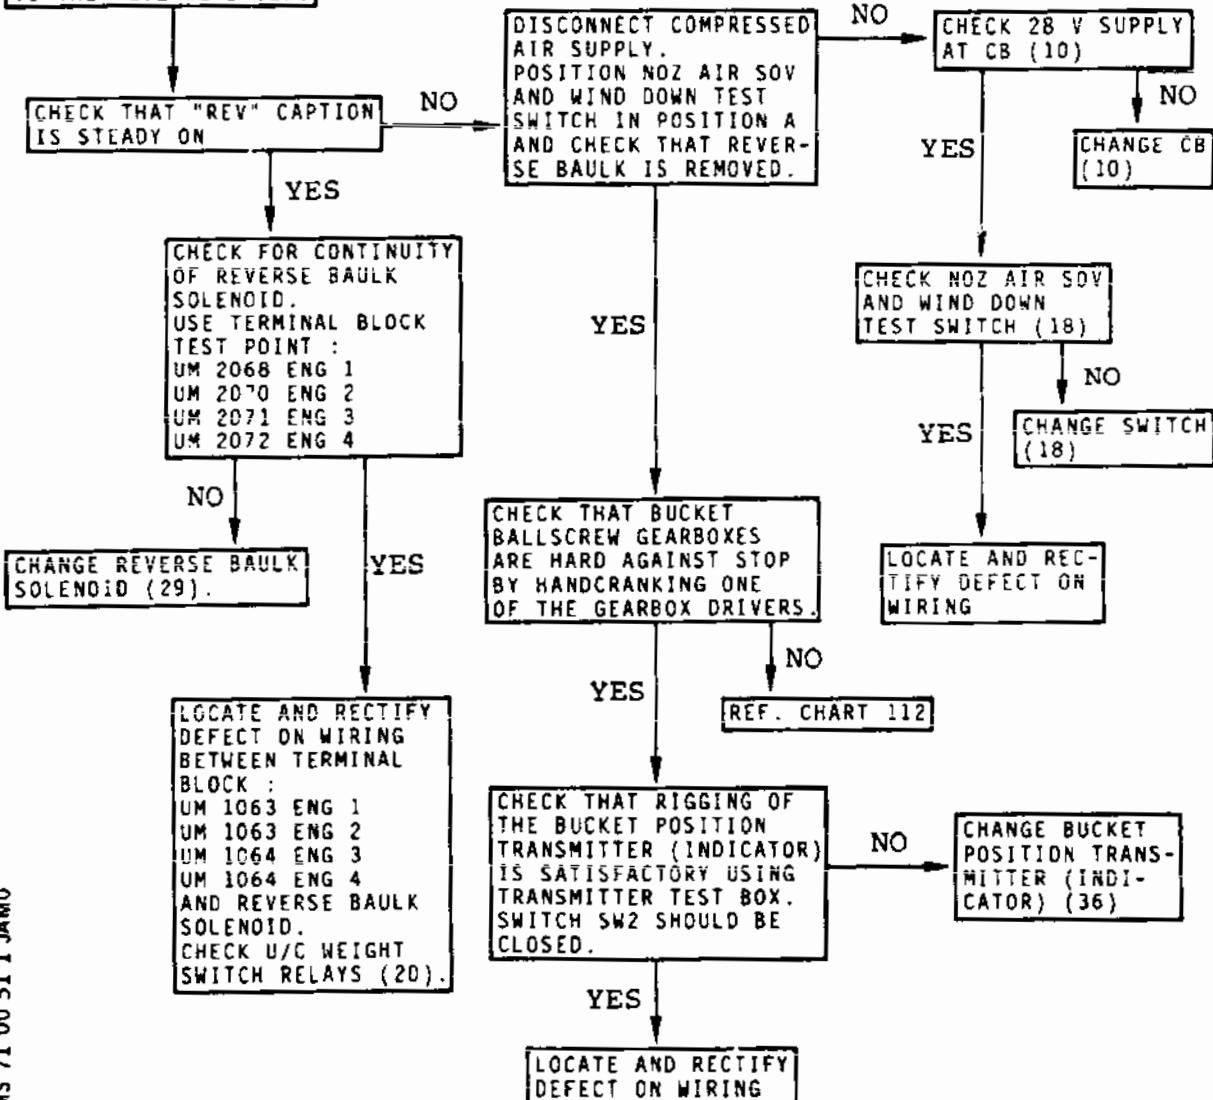 DISCONNECT COMPRESSED
AIR SUPPLY.
POSITION NOZ AIR SOV
AND WIND DOWN TEST
SWITCH IN POSITION A
AND CHECK THAT REVER-
SE BAULK IS REMOVED.
NO
CHECK 28 V SUPPLY
AT CB (10)
NO
CHANGE CB
(10)
YES
CHECK THAT "REV" CAPTION
IS STEADY ON
NO
YES
CHECK FOR CONTINUITY
OF REVERSE BAULK
SOLENOID.
USE TERMINAL BLOCK
TEST POINT :
UM 2068 ENG 1
UM 2070 ENG 2
UM 2071 ENG 3
UM 2072 ENG 4
YES
CHECK NOZ AIR SOV
AND WIND DOWN
TEST SWITCH (18)
NO
CHANGE SWITCH
(18)
YES
NO
CHANGE REVERSE BAULK
SOLENOID (29).
YES
CHECK THAT BUCKET
BALLSCREW GEARBOXES
ARE HARD AGAINST STOP
BY HANDCRANKING ONE
OF THE GEARBOX DRIVERS.
LOCATE AND REC-
TIFY DEFECT ON
WIRING
NO
REF. CHART 112
YES
LOCATE AND RECTIFY
DEFECT ON WIRING
BETWEEN TERMINAL
BLOCK :
UM 1063 ENG 1
UM 1063 ENG 2
UM 1064 ENG 3
UM 1064 ENG 4
AND REVERSE BAULK
SOLENOID.
CHECK U/C WEIGHT
SWITCH RELAYS (20).
CHECK THAT RIGGING OF
THE BUCKET POSITION
TRANSMITTER (INDICATOR)
IS SATISFACTORY USING
TRANSMITTER TEST BOX.
SWITCH SW2 SHOULD BE
CLOSED.
NO
CHANGE BUCKET
POSITION TRANS-
MITTER (INDI-
CATOR) (36)
YES
LOCATE AND RECTIFY
DEFECT ON WIRING